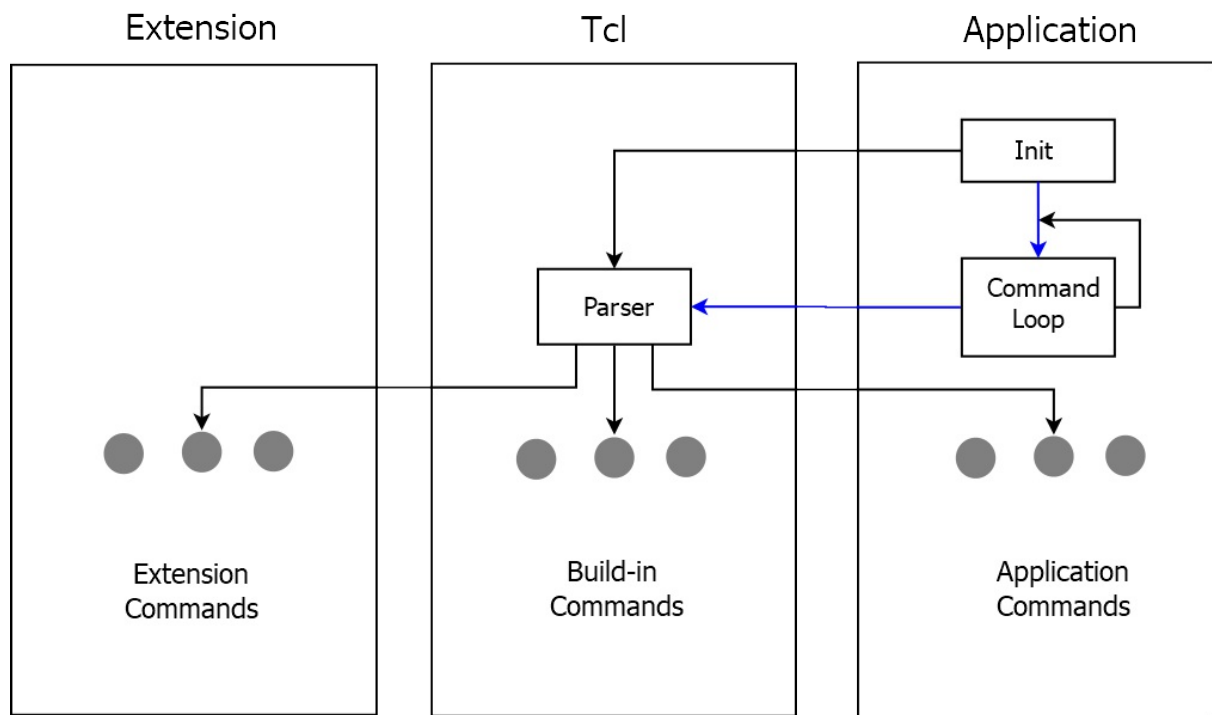 Extension
Tcl
Application
Init
Command
Loop
Parser
Extension
Commands
Build-in
Commands
Application
Commands